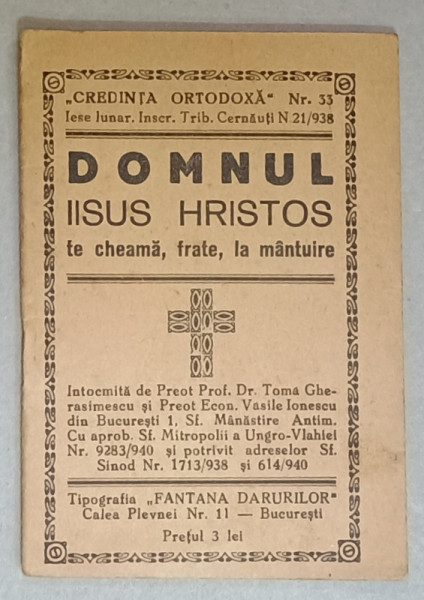 „CREDINȚA ORTODOXĂ“ Nr. 33
Iese lunar. Inscr. Trib. Cernăuți N.21/938
DOMNUL
IISUS HRISTOS
te cheamă, frate, la mântuire
Intocmită de Preot Prof. Dr. Toma Ghe-
rasimescu și Preot Econ. Vasile Ionescu
din București 1, Sf. Mânăstire Antim.
Cu aprob. Sf. Mitropolii a Ungro-Vlahiei
Nr. 9283/940 și potrivit adreselor Sf.
Sinod Nr. 1713/938 și 614/940
Tipografia „FANTANA DARURILOR“
Calea Plevnei Nr. 11 — București
Prețul 3 lei